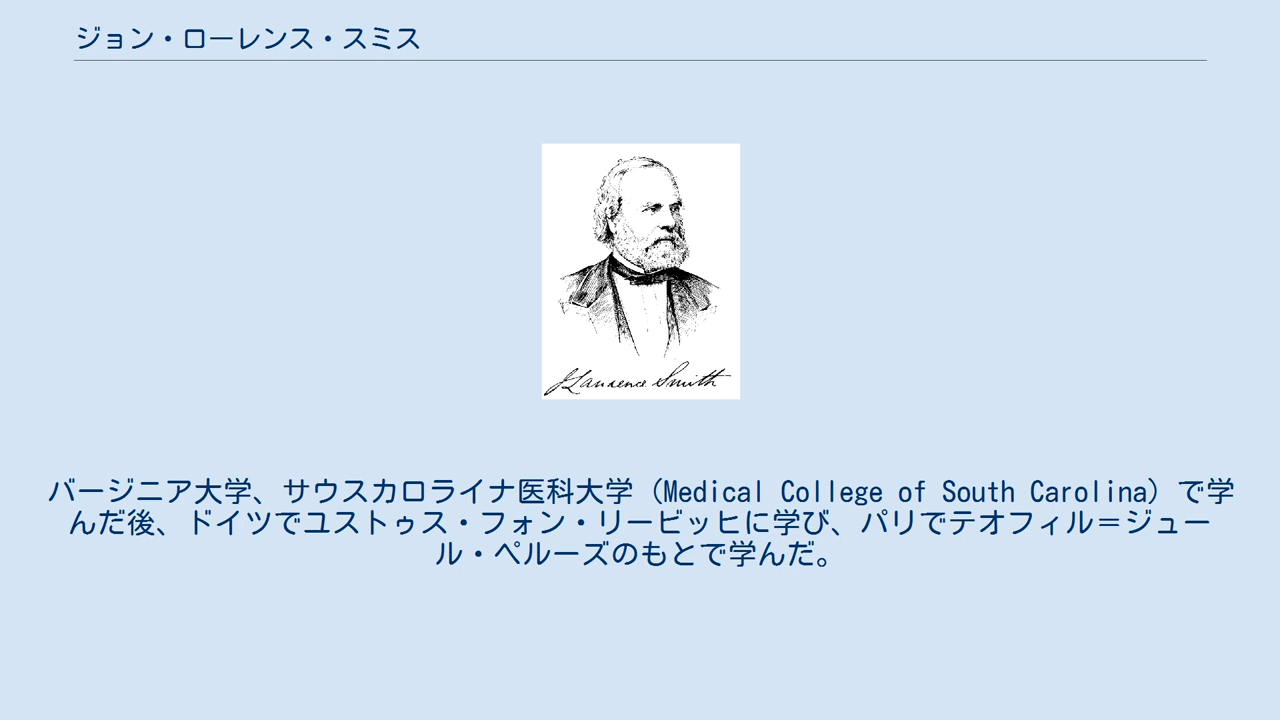 ジョン・ローレンス・スミス
J Lawrence Smith
バージニア大学、サウスカロライナ医科大学（Medical College of South Carolina）で学
んだ後、ドイツでユストゥス・フォン・リービッヒに学び、パリでテオフィル＝ジュー
ル・ペルーズのもとで学んだ。